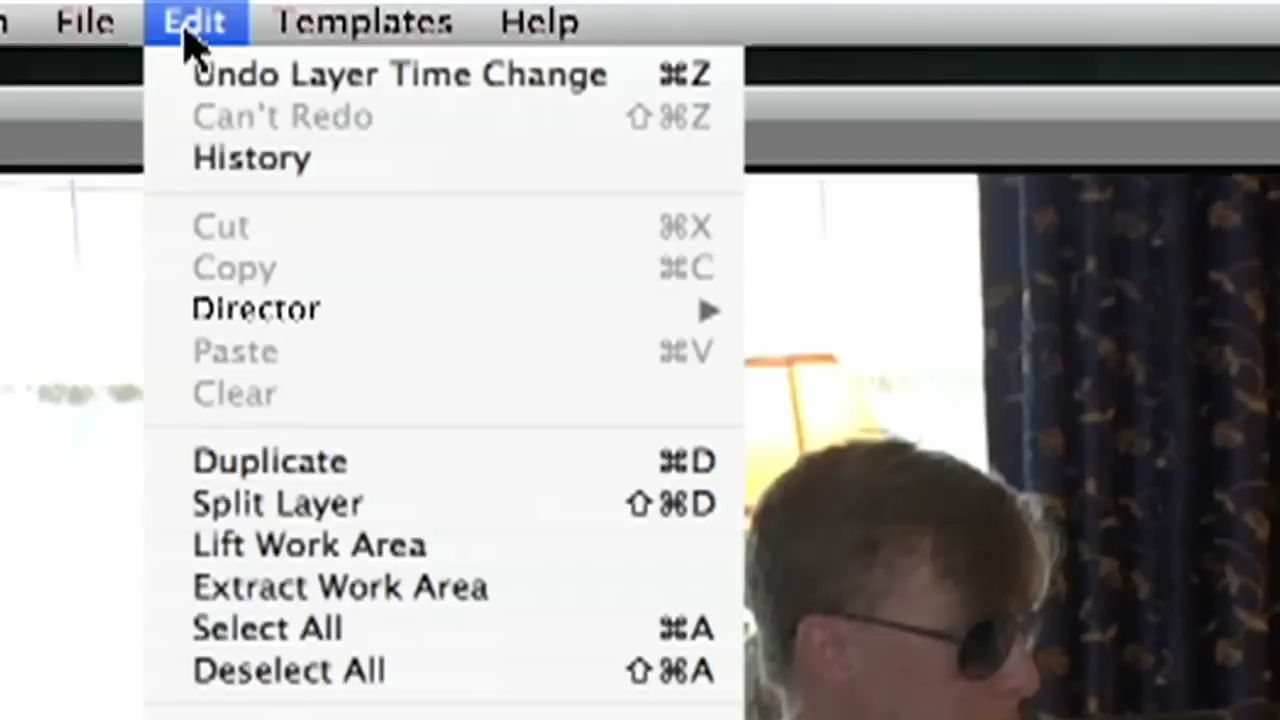 File Edit Templates Help
Undo Layer Time Change ⌘Z
Can't Redo ⇧⌘Z
History
Cut ⌘X
Copy ⌘C
Director ▶
Paste ⌘V
Clear
Duplicate ⌘D
Split Layer ⇧⌘D
Lift Work Area
Extract Work Area
Select All ⌘A
Deselect All ⇧⌘A